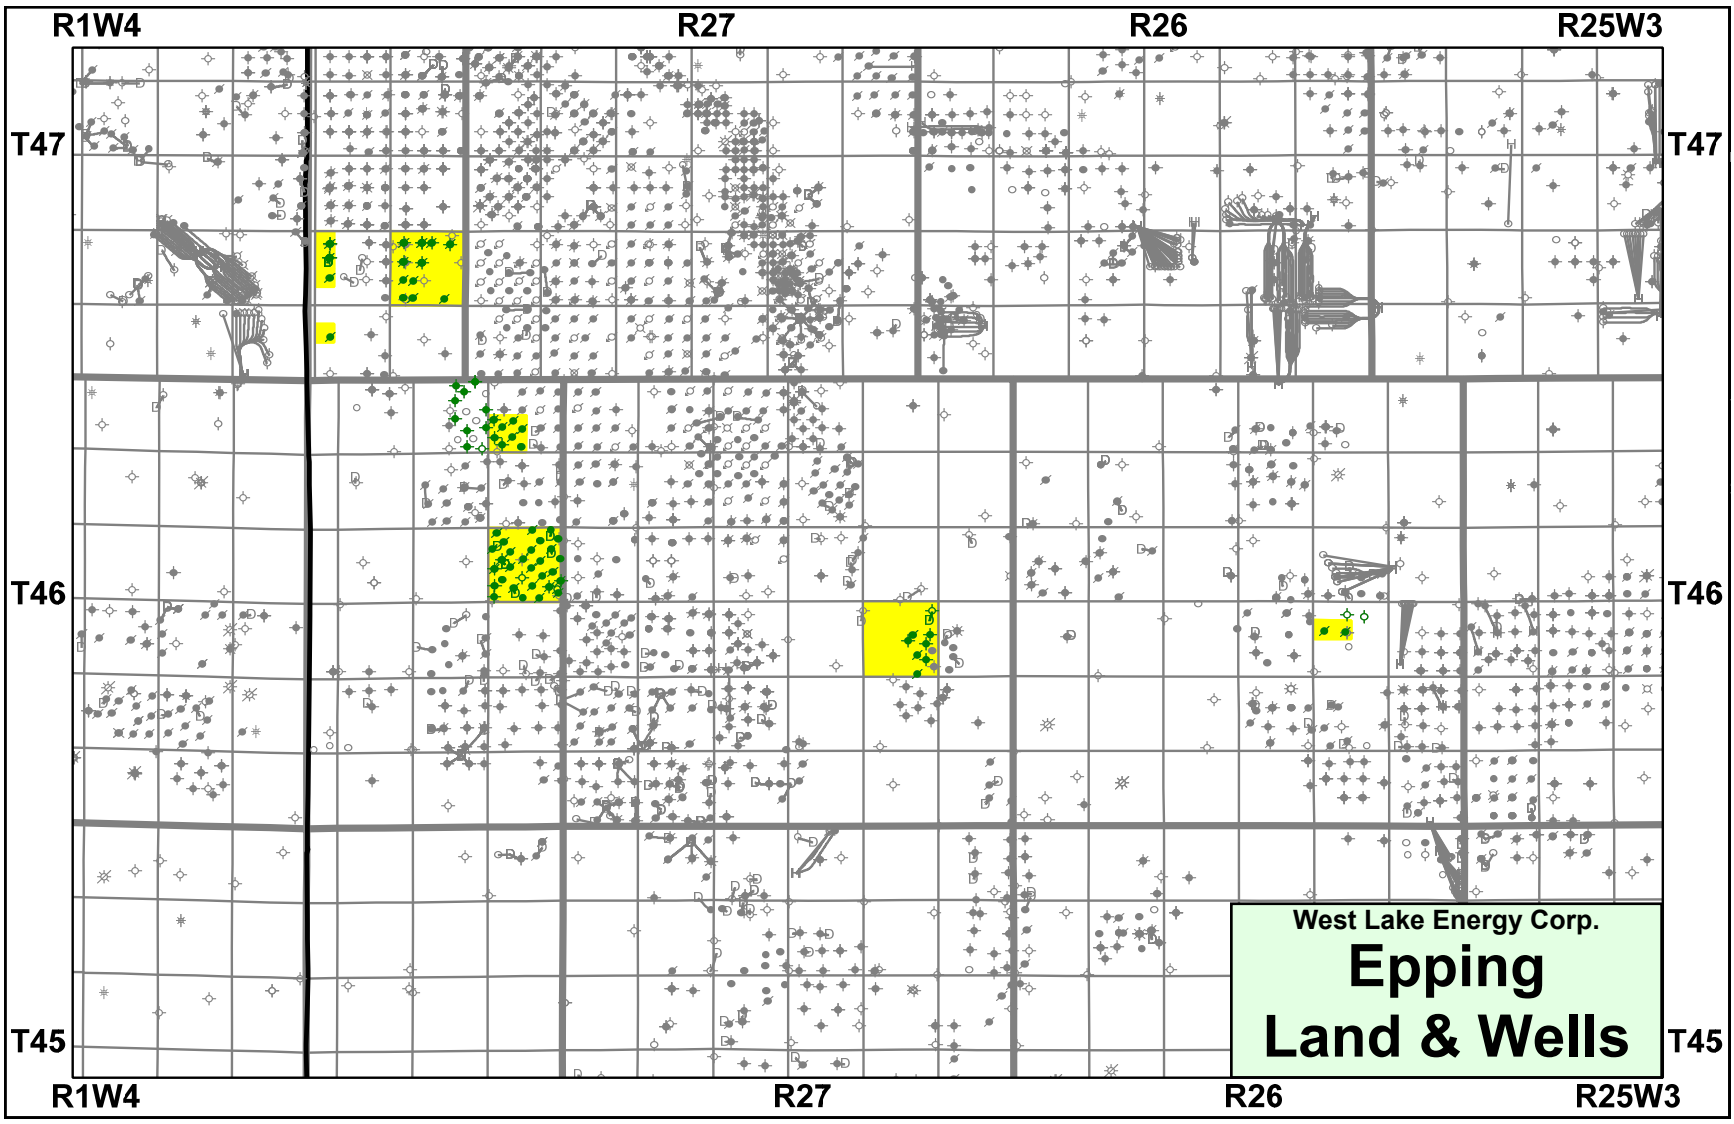 R1W4 R27 R26 R25W3
T47 T47
T46 T46
West Lake Energy Corp.
Epping
Land & Wells
T45 T45
R1W4 R27 R26 R25W3